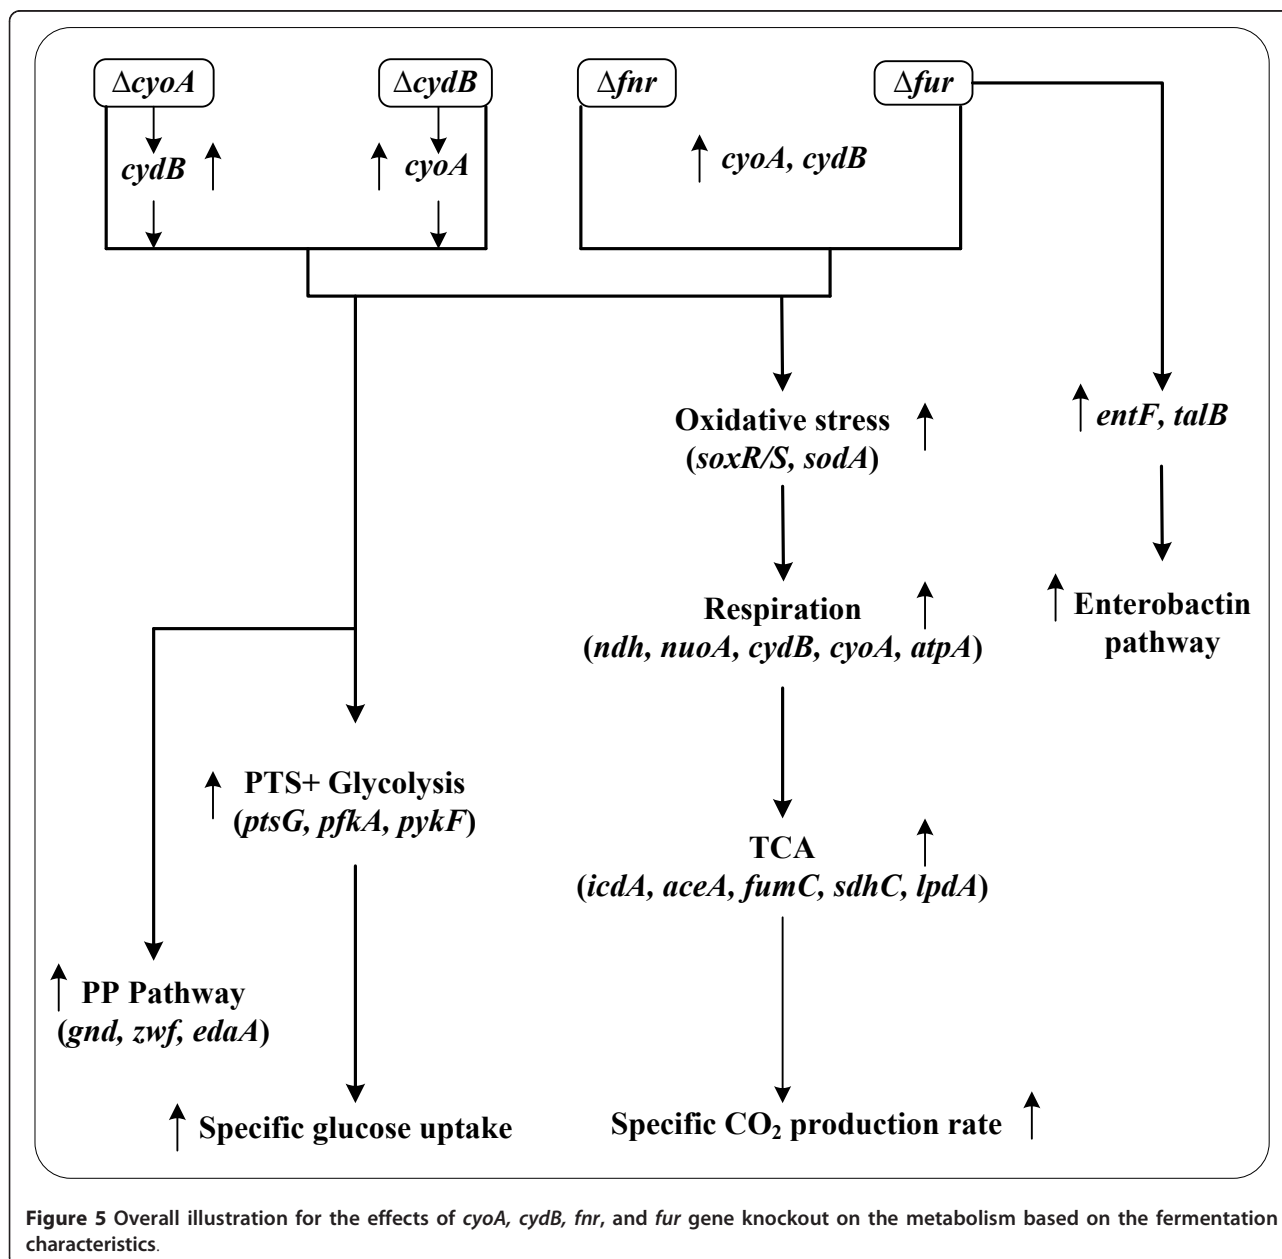 ΔcyoA
ΔcydB
Δfnr
Δfur
cydB ↑
↑ cyoA
↑ cyoA, cydB
Oxidative stress ↑
(soxR/S, sodA)
↑ entF, talB
Respiration ↑
(ndh, nuoA, cydB, cyoA, atpA)
↑ Enterobactin
pathway
↑ PTS+ Glycolysis
(ptsG, pfkA, pykF)
TCA ↑
(icdA, aceA, fumC, sdhC, lpdA)
↑ PP Pathway
(gnd, zwf, edaA)
↑ Specific glucose uptake
Specific CO₂ production rate ↑
Figure 5 Overall illustration for the effects of cyoA, cydB, fnr, and fur gene knockout on the metabolism based on the fermentation
characteristics.